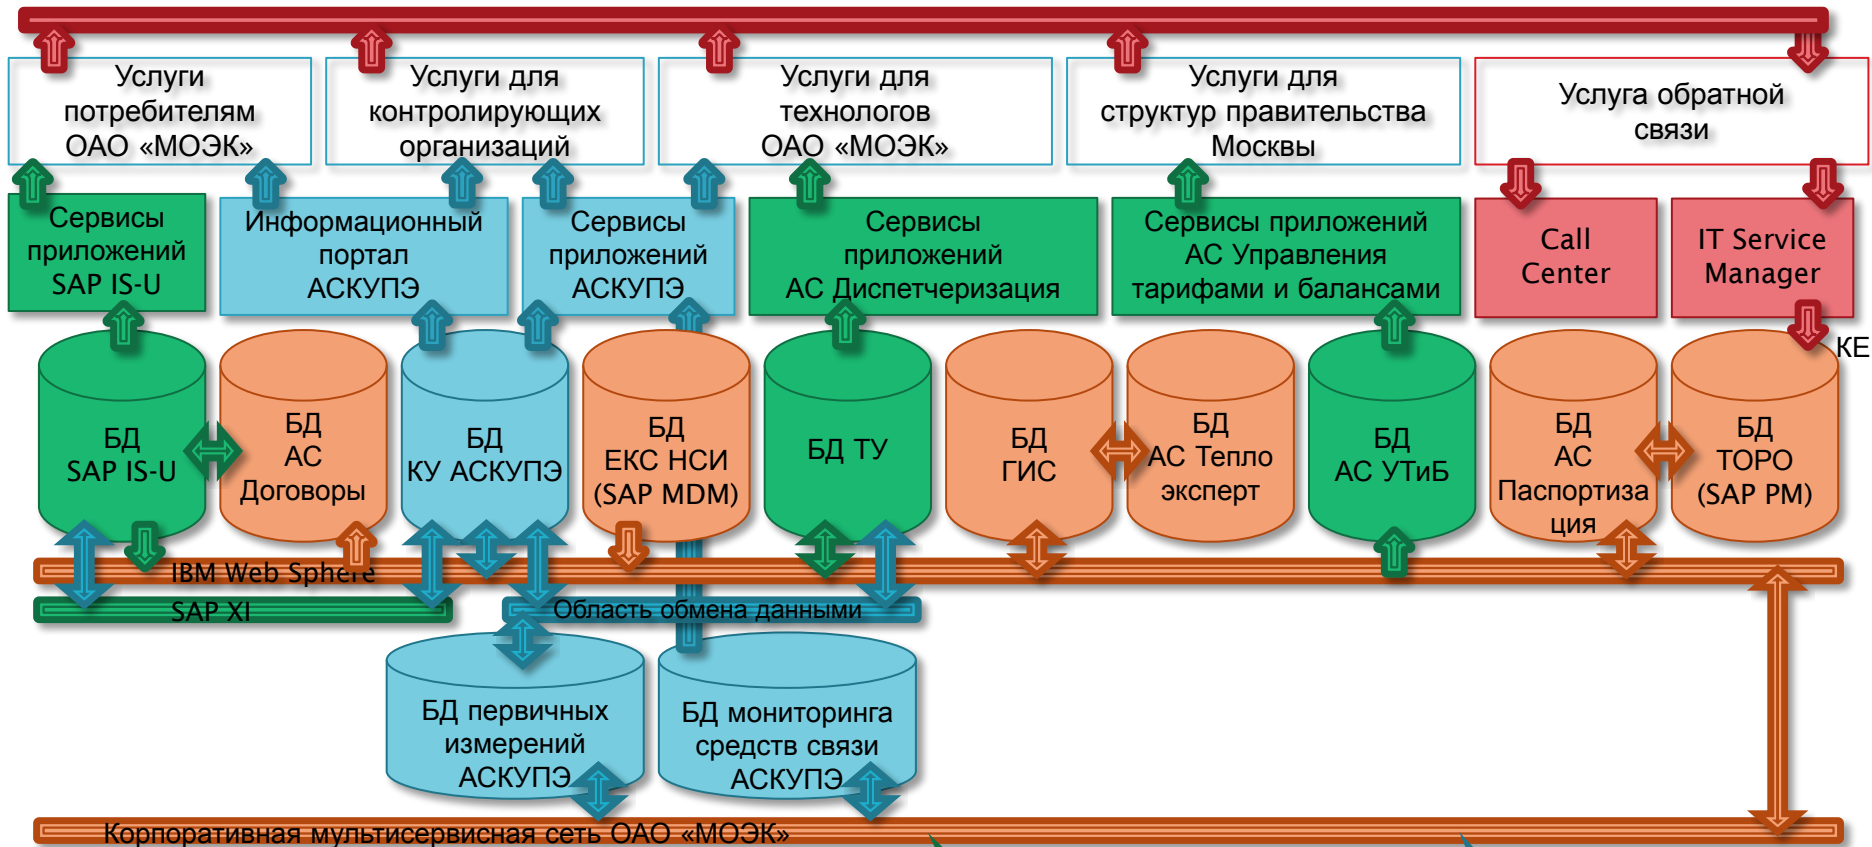 Услуги
потребителям
ОАО «МОЭК»
Услуги для
контролирующих
организаций
Услуги для
технологов
ОАО «МОЭК»
Услуги для
структур правительства
Москвы
Услуга обратной
связи
Сервисы
приложений
SAP IS-U
Информационный
портал
АСКУПЭ
Сервисы
приложений
АСКУПЭ
Сервисы
приложений
АС Диспетчеризация
Сервисы приложений
АС Управления
тарифами и балансами
Call
Center
IT Service
Manager
КЕ
БД
SAP IS-U
БД
АС
Договоры
БД
КУ АСКУПЭ
БД
ЕКС НСИ
(SAP MDM)
БД ТУ
БД
ГИС
БД
АС Тепло
эксперт
БД
АС УТиБ
БД
АС
Паспортиза
ция
БД
ТОРО
(SAP PM)
IBM Web Sphere
SAP XI
Область обмена данными
БД первичных
измерений
АСКУПЭ
БД мониторинга
средств связи
АСКУПЭ
Корпоративная мультисервисная сеть ОАО «МОЭК»